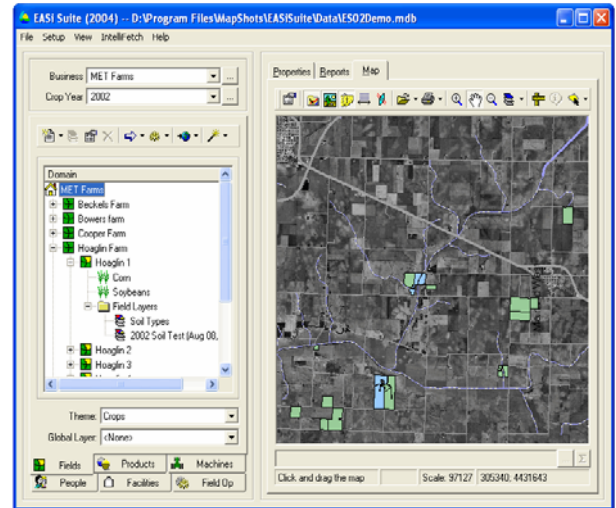 EASi Suite (2004) -- D:\Program Files\MapShots\EASiSuite\Data\ES02Demo.mdb
File Setup View IntelliFetch Help
Business MET Farms ...
Crop Year 2002 ...
Properties Reports Map
Domain
MET Farms
Beckels Farm
Bowers farm
Cooper Farm
Hoaglin Farm
Hoaglin 1
Corn
Soybeans
Field Layers
Soil Types
2002 Soil Test (Aug 08,
Hoaglin 2
Hoaglin 3
Theme: Crops
Global Layer: <None>
Fields Products Machines
People Facilities Field Op
Σ
Click and drag the map Scale: 97127 305340, 4431643